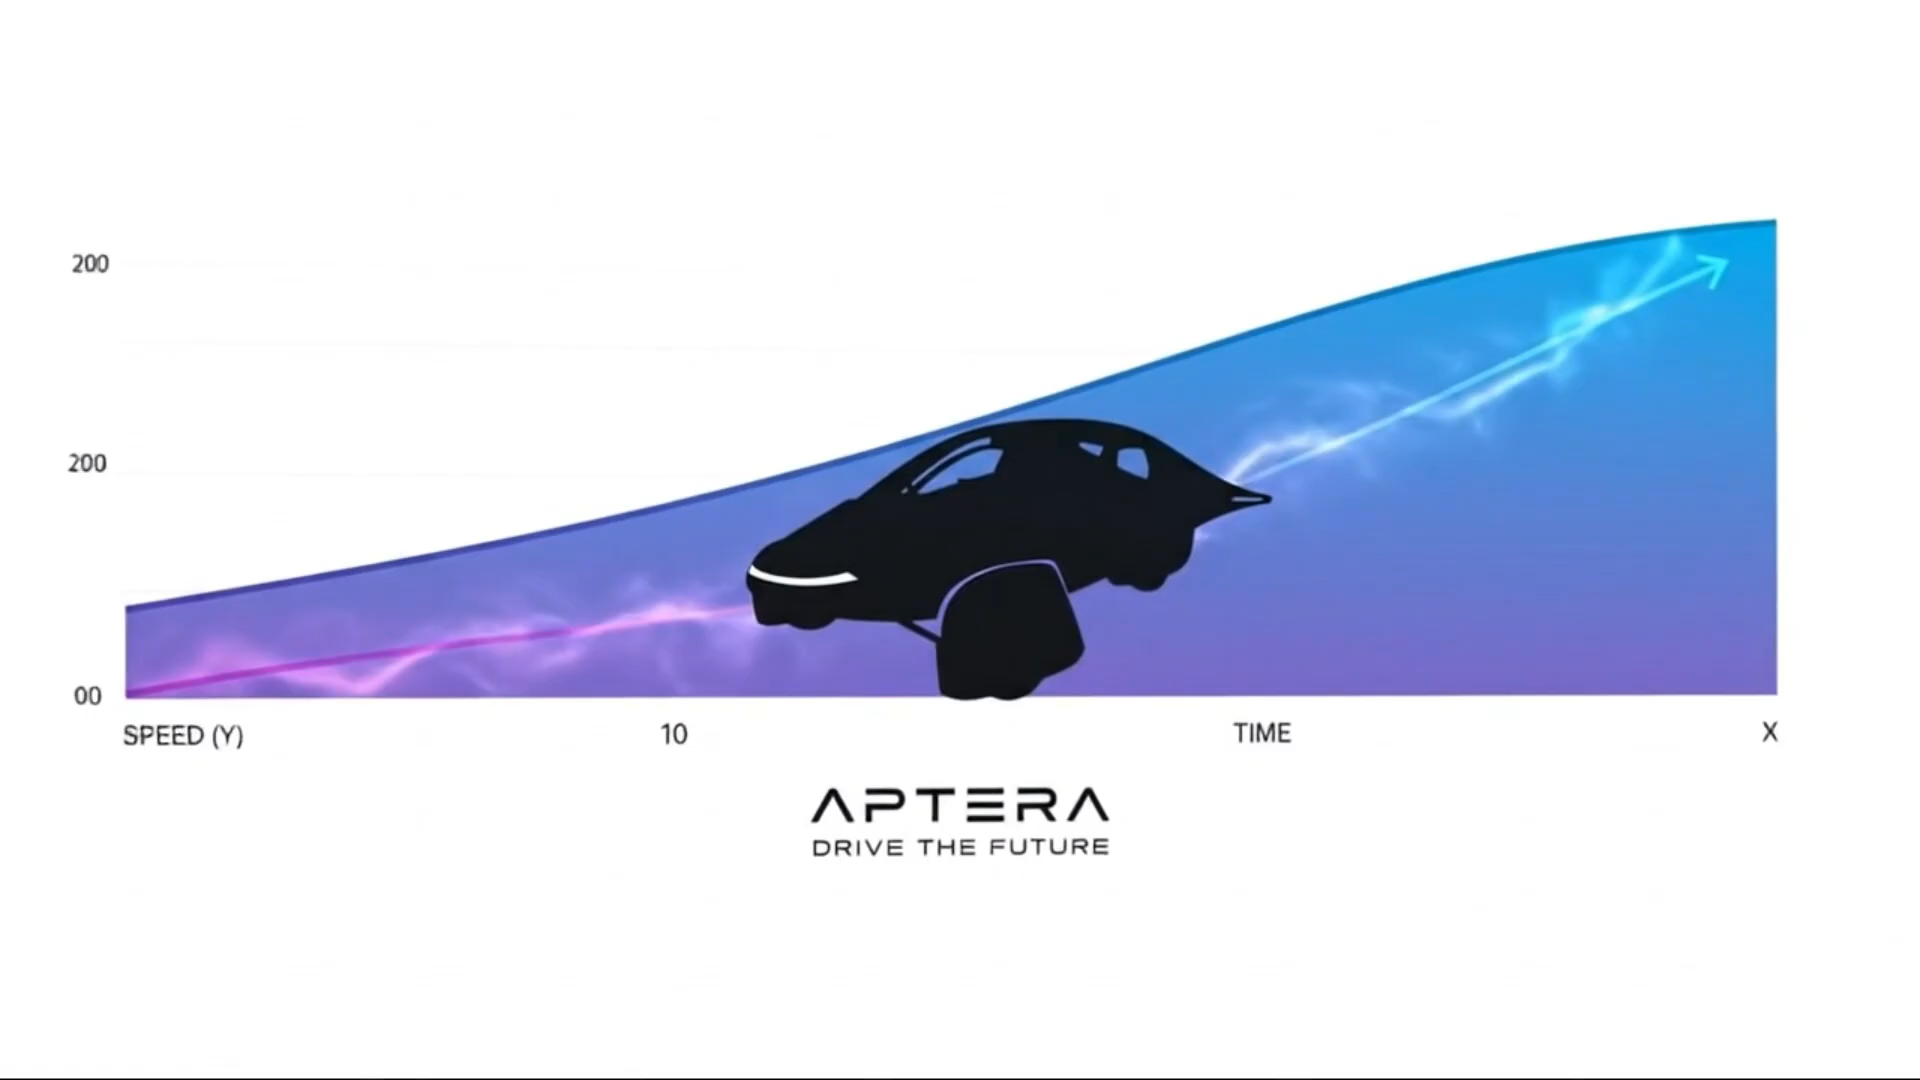 200
200
00
SPEED (Y) 10 TIME X
APTERA
DRIVE THE FUTURE